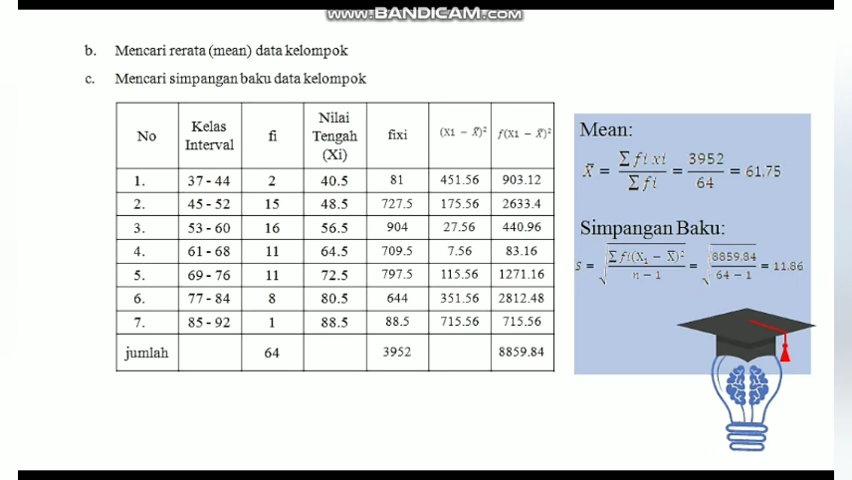 www.BANDICAM.com
b. Mencari rerata (mean) data kelompok
c. Mencari simpangan baku data kelompok
No Kelas Interval fi Nilai Tengah (Xi) fixi (X1 − X̄)² f(X1 − X̄)²
1. 37 - 44 2 40.5 81 451.56 903.12
2. 45 - 52 15 48.5 727.5 175.56 2633.4
3. 53 - 60 16 56.5 904 27.56 440.96
4. 61 - 68 11 64.5 709.5 7.56 83.16
5. 69 - 76 11 72.5 797.5 115.56 1271.16
6. 77 - 84 8 80.5 644 351.56 2812.48
7. 85 - 92 1 88.5 88.5 715.56 715.56
jumlah 64 3952 8859.84
Mean:
X̄ = ∑ fi xi / ∑ fi = 3952 / 64 = 61.75
Simpangan Baku:
S = √(∑ fi(X₁ − X̄)² / n − 1) = √(8859.84 / 64 − 1) = 11.86